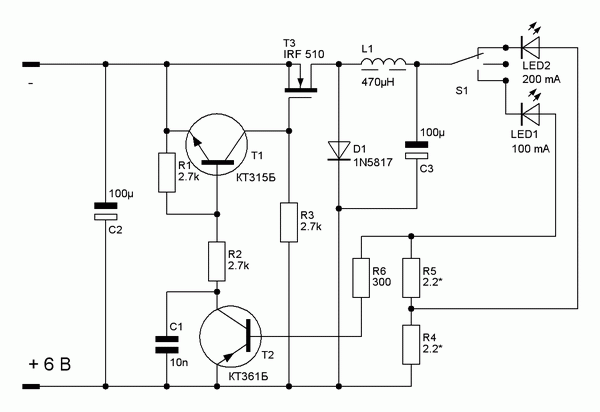 T3
IRF 510
L1
470µH
-
S1
LED2
200 mA
LED1
100 mA
R1
2.7k
T1
КТ315Б
D1
1N5817
100µ
C3
100µ
C2
R3
2.7k
R2
2.7k
R6
300
R5
2.2*
C1
10n
T2
КТ361Б
R4
2.2*
+ 6 В